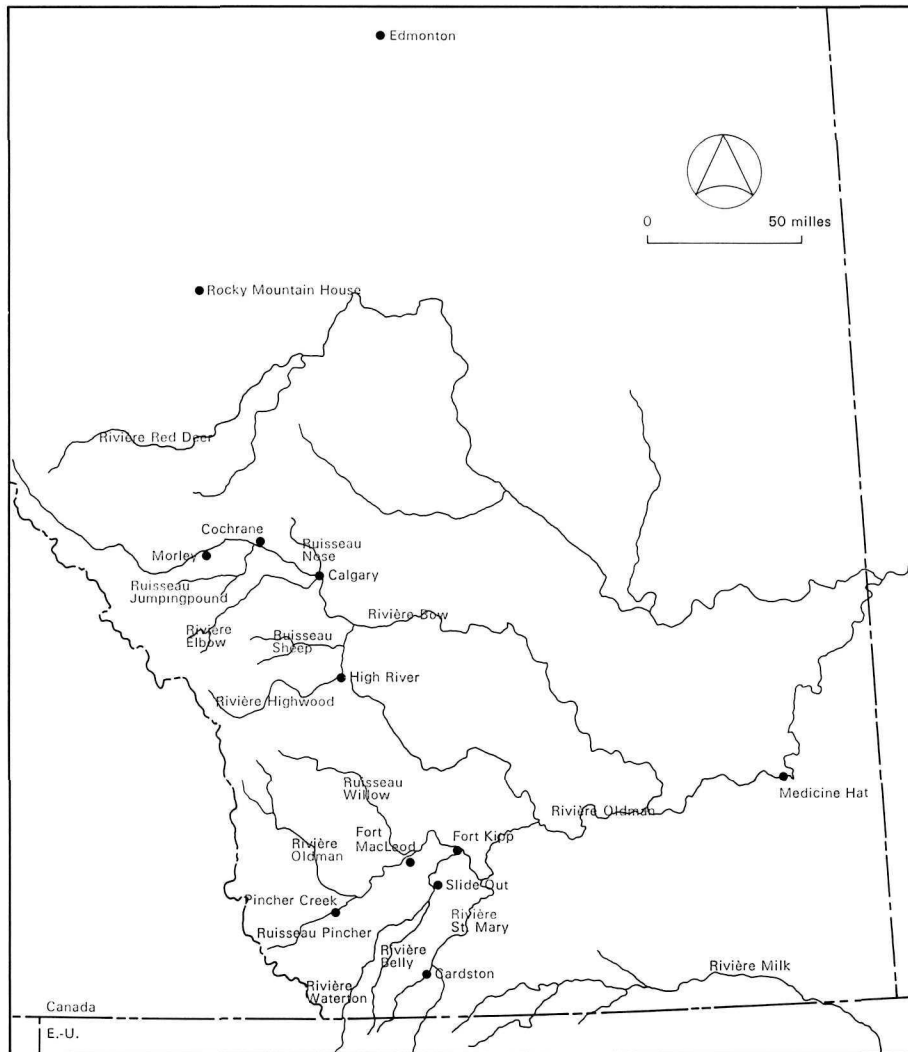 Edmonton
0 50 milles
Rocky Mountain House
Rivière Red Deer
Cochrane
Ruisseau
Nose
Morley
Calgary
Ruisseau
Jumpingpound
Rivière
Elbow
Rivière Bow
Ruisseau
Sheep
High River
Rivière Highwood
Ruisseau
Willow
Medicine Hat
Rivière Oldman
Fort
MacLeod
Fort Kipp
Rivière
Oldman
Slide Out
Pincher Creek
Rivière
St. Mary
Ruisseau Pincher
Rivière
Belly
Cardston
Rivière Milk
Rivière
Waterton
Canada
E.-U.